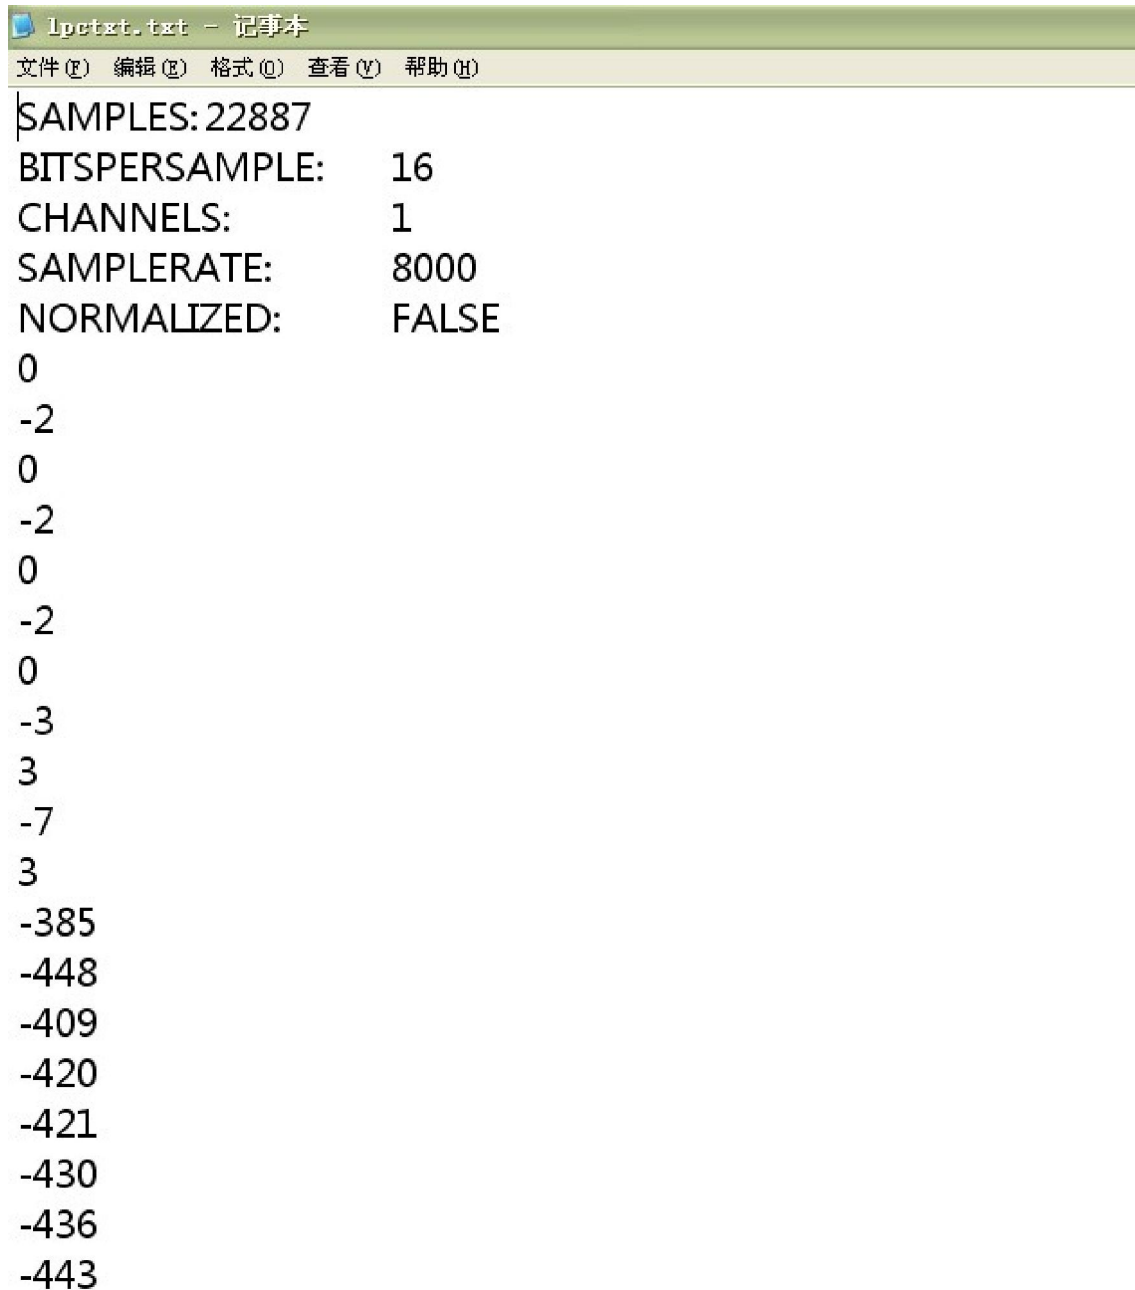 lpctxt.txt - 记事本
文件(F) 编辑(E) 格式(O) 查看(V) 帮助(H)
SAMPLES: 22887
BITSPERSAMPLE: 16
CHANNELS: 1
SAMPLERATE: 8000
NORMALIZED: FALSE
0
-2
0
-2
0
-2
0
-3
3
-7
3
-385
-448
-409
-420
-421
-430
-436
-443